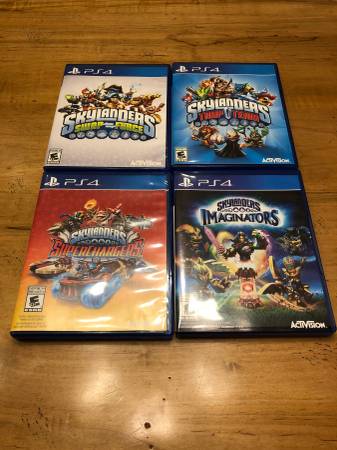 PS4
SKYLANDERS
SWAP FORCE
ACTIVISION
PS4
SKYLANDERS
TRAP TEAM
ACTIVISION
PS4
SKYLANDERS
SUPERCHARGERS
PS4
SKYLANDERS
IMAGINATORS
ACTIVISION